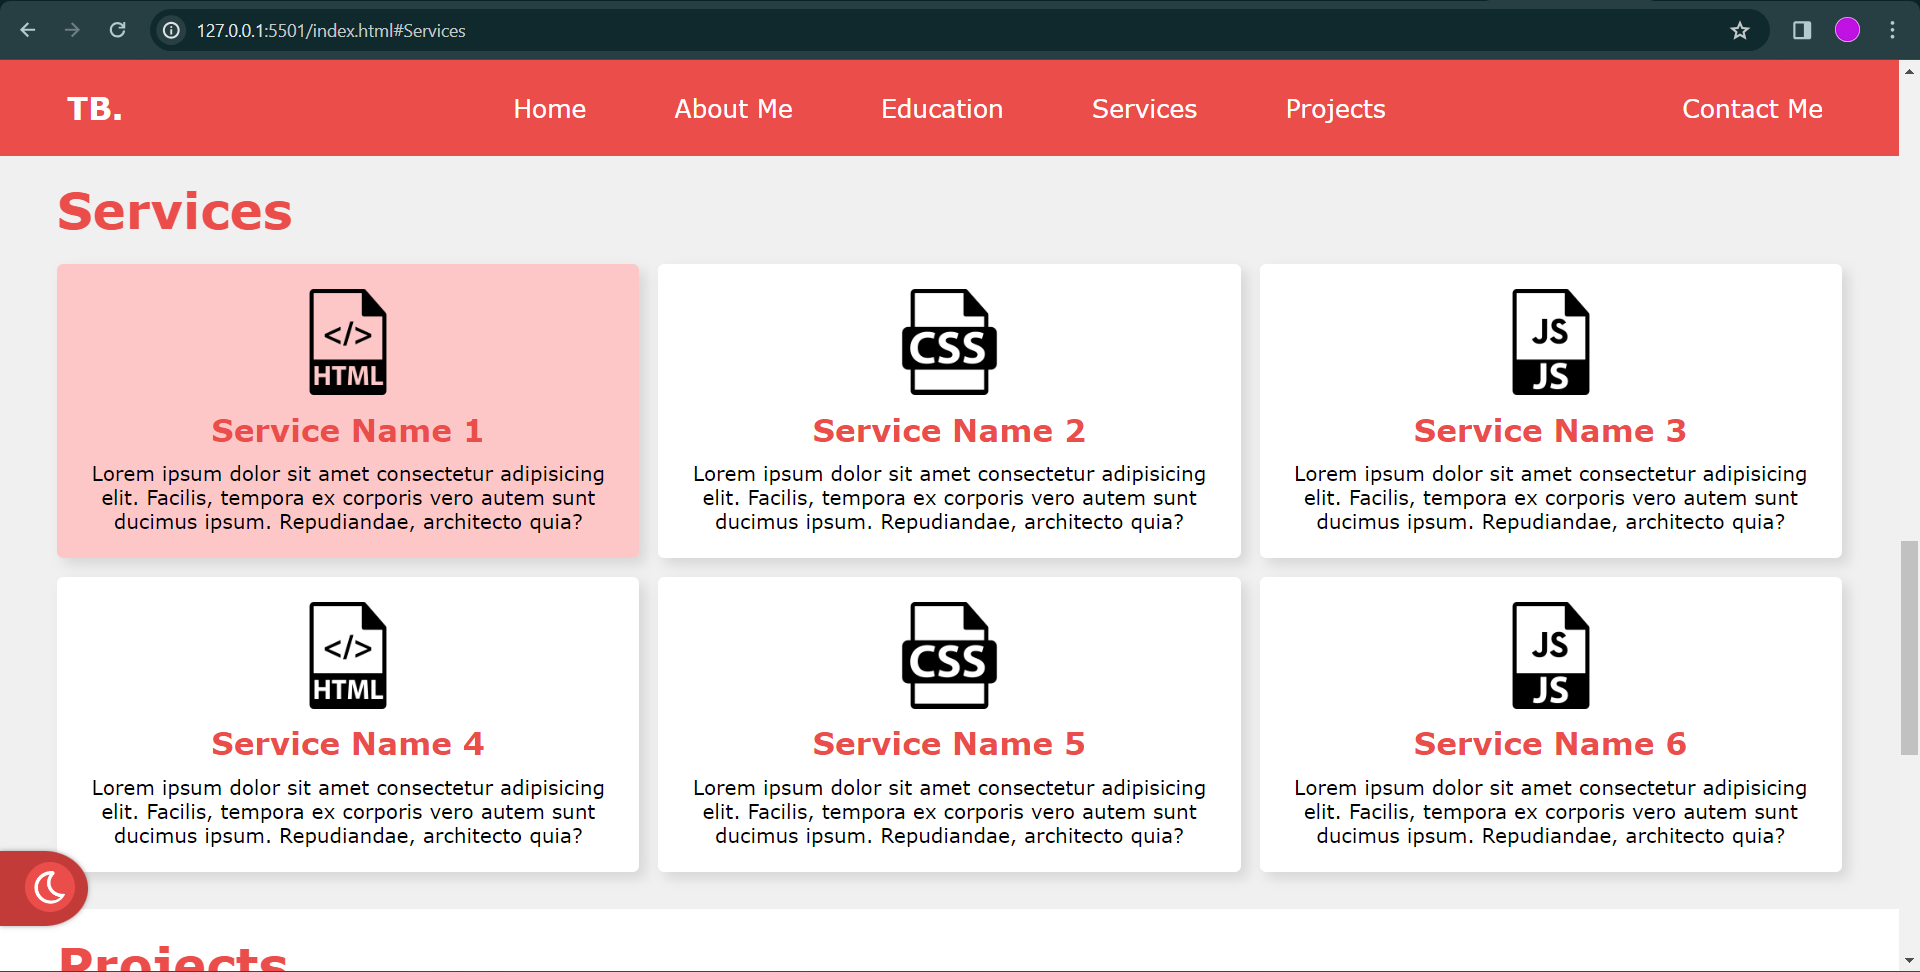 127.0.0.1:5501/index.html#Services
TB. Home About Me Education Services Projects Contact Me
Services
</>
HTML
CSS
JS
JS
Service Name 1
Service Name 2
Service Name 3
Lorem ipsum dolor sit amet consectetur adipisicing
elit. Facilis, tempora ex corporis vero autem sunt
ducimus ipsum. Repudiandae, architecto quia?
Lorem ipsum dolor sit amet consectetur adipisicing
elit. Facilis, tempora ex corporis vero autem sunt
ducimus ipsum. Repudiandae, architecto quia?
Lorem ipsum dolor sit amet consectetur adipisicing
elit. Facilis, tempora ex corporis vero autem sunt
ducimus ipsum. Repudiandae, architecto quia?
</>
HTML
CSS
JS
JS
Service Name 4
Service Name 5
Service Name 6
Lorem ipsum dolor sit amet consectetur adipisicing
elit. Facilis, tempora ex corporis vero autem sunt
ducimus ipsum. Repudiandae, architecto quia?
Lorem ipsum dolor sit amet consectetur adipisicing
elit. Facilis, tempora ex corporis vero autem sunt
ducimus ipsum. Repudiandae, architecto quia?
Lorem ipsum dolor sit amet consectetur adipisicing
elit. Facilis, tempora ex corporis vero autem sunt
ducimus ipsum. Repudiandae, architecto quia?
Projects